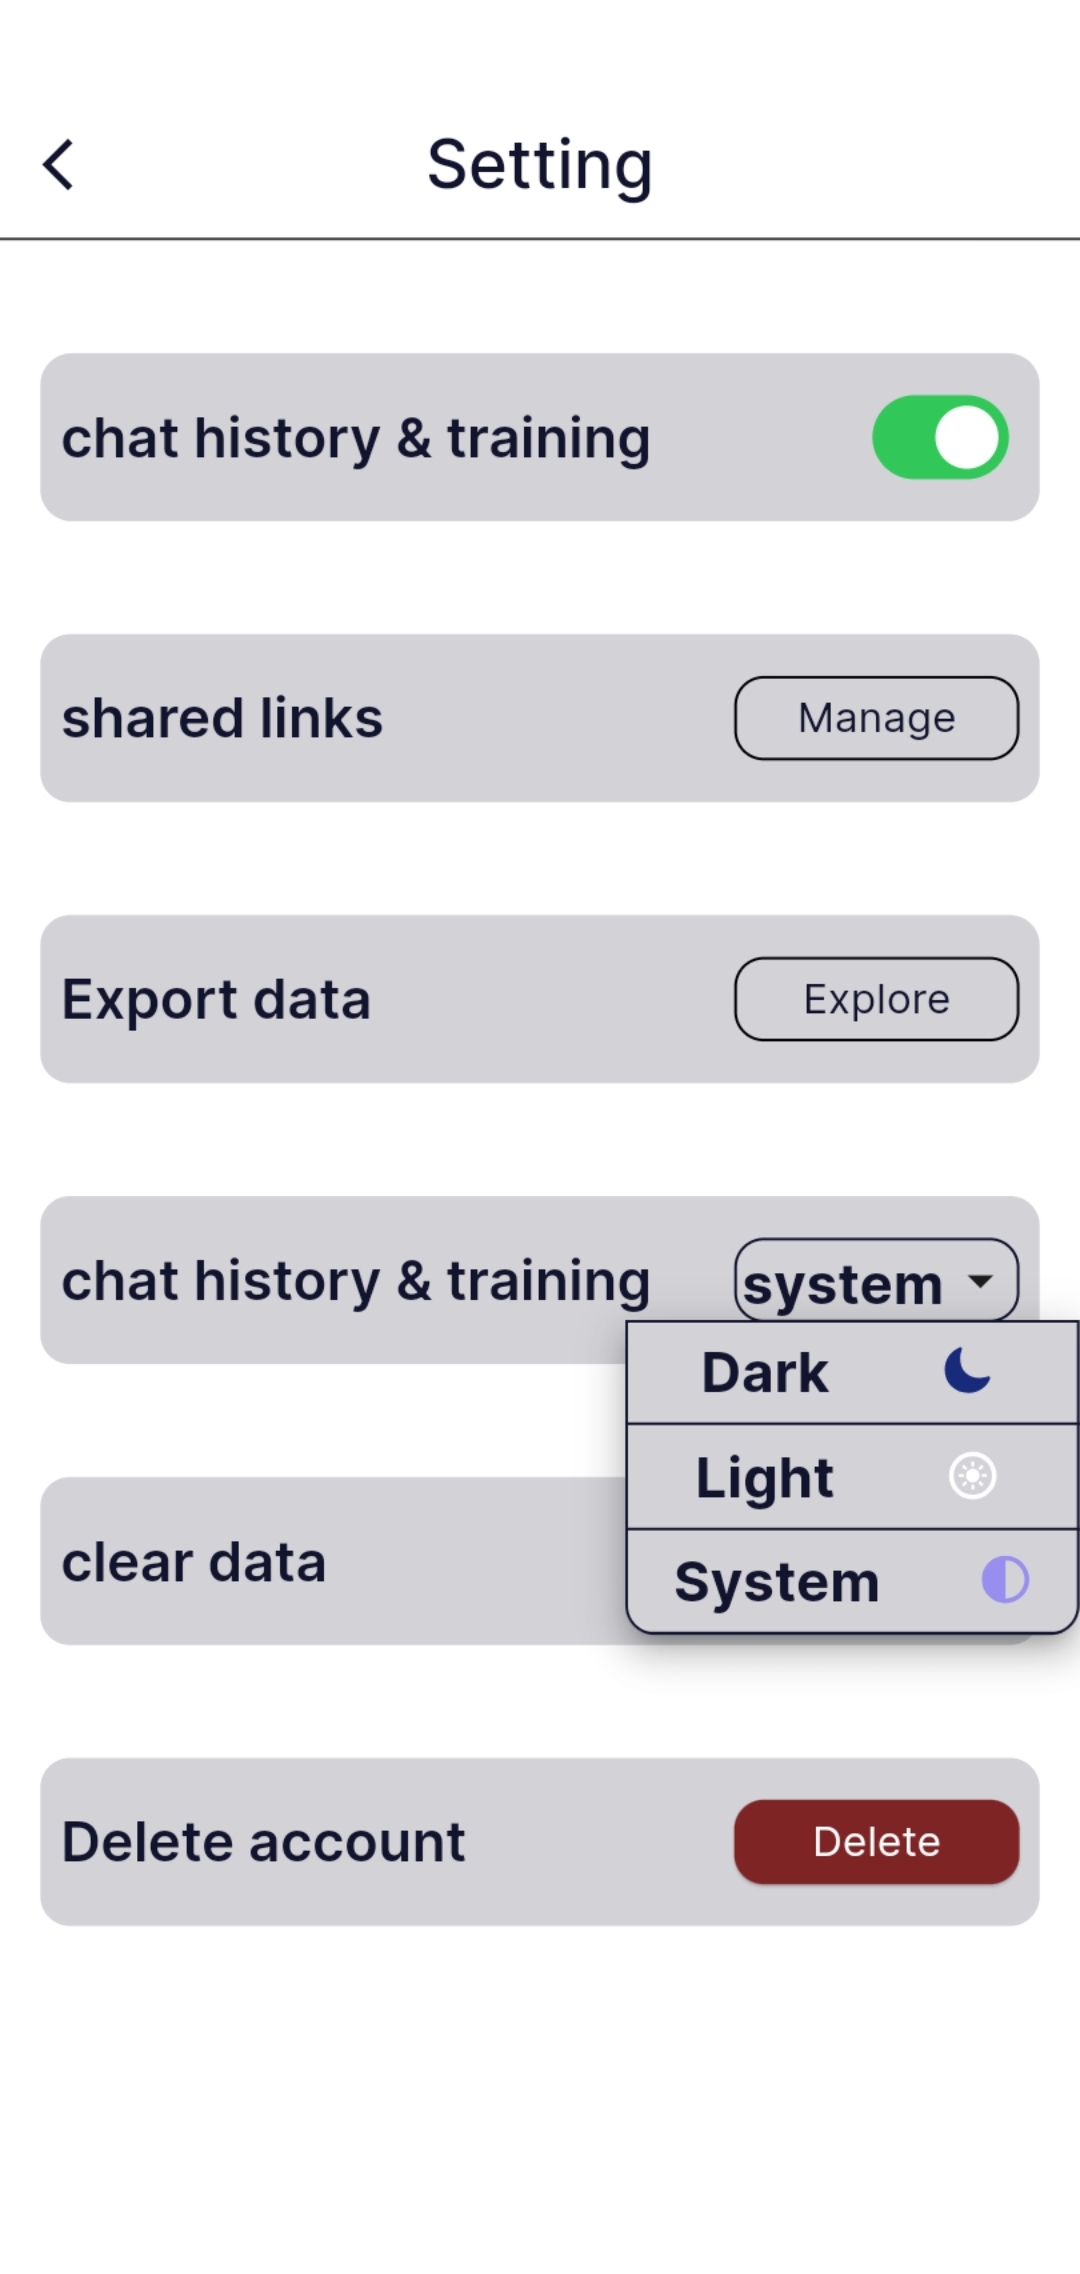 Setting
chat history & training
shared links Manage
Export data Explore
chat history & training system
Dark
Light
clear data
System
Delete account Delete